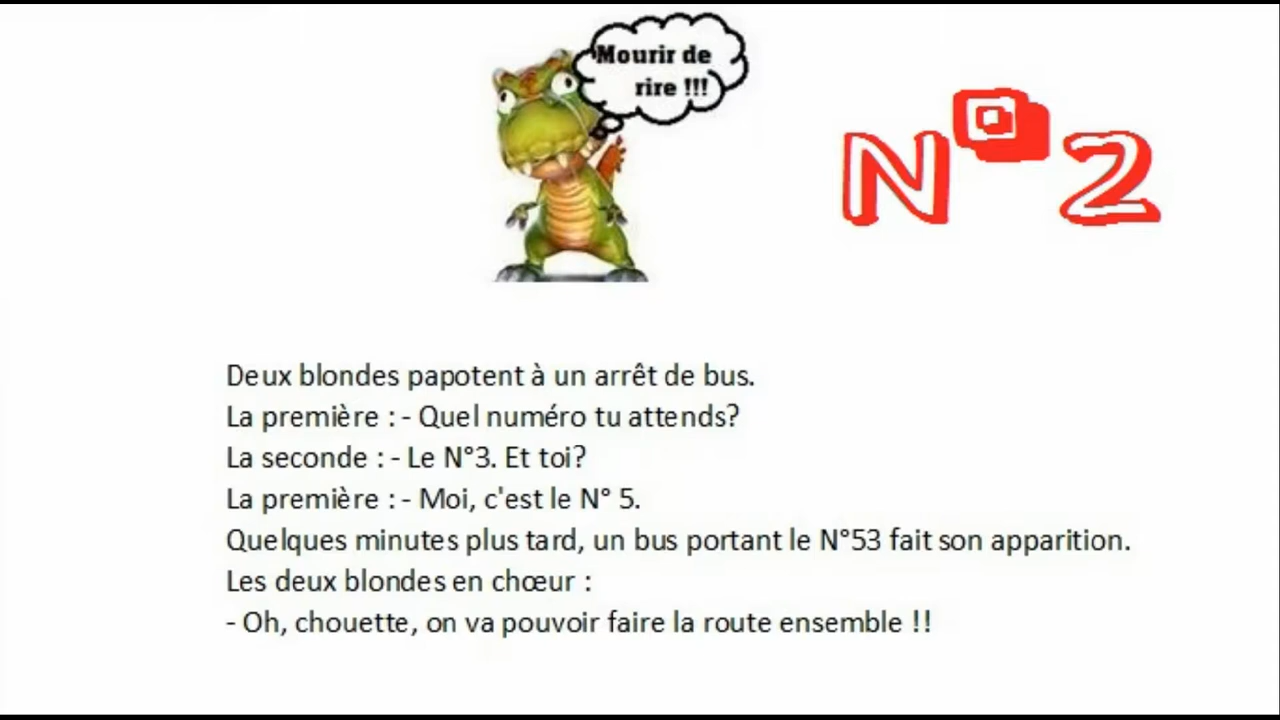 Mourir de
rire !!!
N°2
Deux blondes papotent à un arrêt de bus.
La première : - Quel numéro tu attends?
La seconde : - Le N°3. Et toi?
La première : - Moi, c'est le N° 5.
Quelques minutes plus tard, un bus portant le N°53 fait son apparition.
Les deux blondes en chœur :
- Oh, chouette, on va pouvoir faire la route ensemble !!